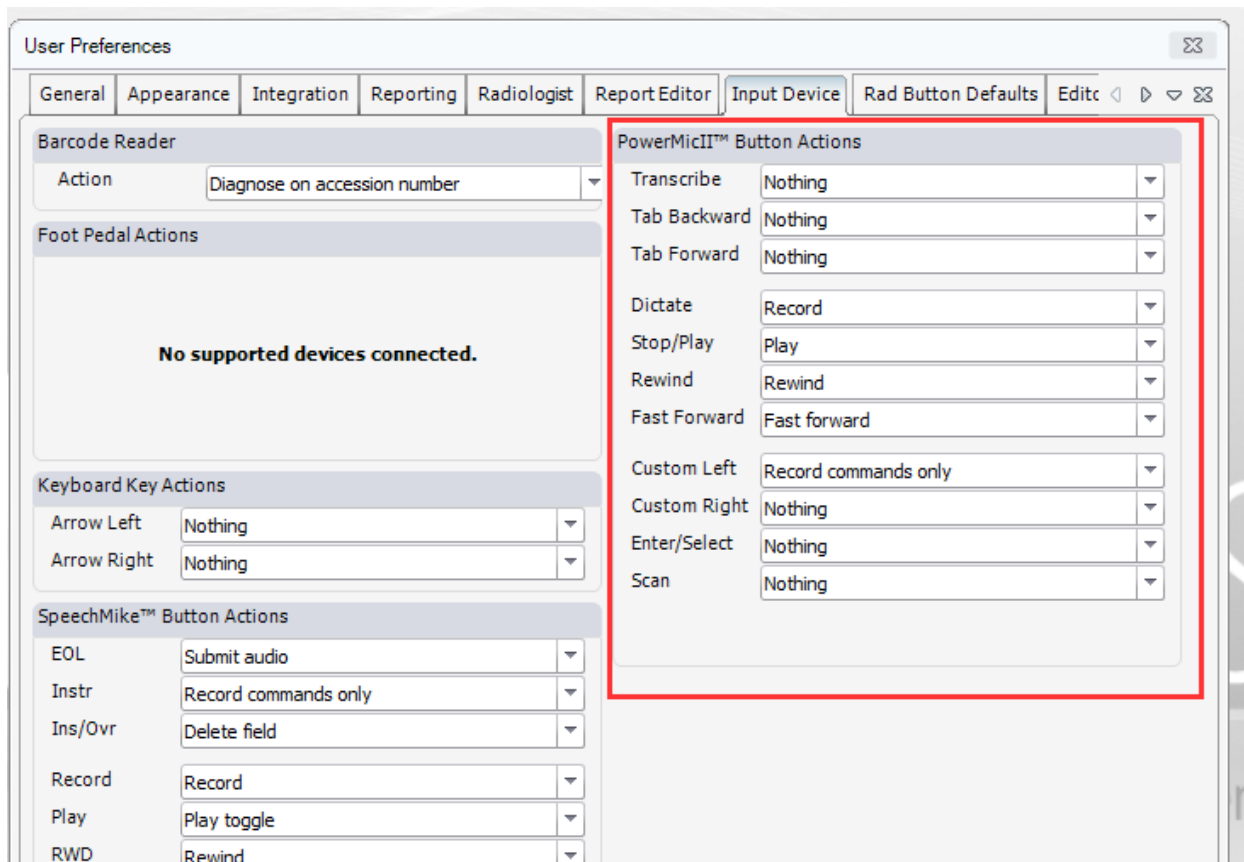 User Preferences
General Appearance Integration Reporting Radiologist Report Editor Input Device Rad Button Defaults
Barcode Reader
Action Diagnose on accession number
Foot Pedal Actions
No supported devices connected.
Keyboard Key Actions
Arrow Left Nothing
Arrow Right Nothing
SpeechMike™ Button Actions
EOL Submit audio
Instr Record commands only
Ins/Ovr Delete field
Record Record
Play Play toggle
RWD Rewind
PowerMicII™ Button Actions
Transcribe Nothing
Tab Backward Nothing
Tab Forward Nothing
Dictate Record
Stop/Play Play
Rewind Rewind
Fast Forward Fast forward
Custom Left Record commands only
Custom Right Nothing
Enter/Select Nothing
Scan Nothing